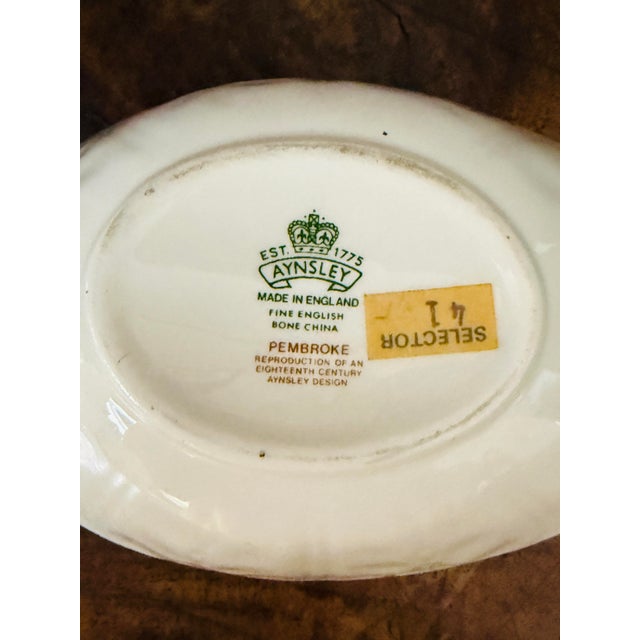 EST. 1775
AYNSLEY
MADE IN ENGLAND
FINE ENGLISH
BONE CHINA
PEMBROKE
REPRODUCTION OF AN
EIGHTEENTH CENTURY
AYNSLEY DESIGN
SELECTOR
41